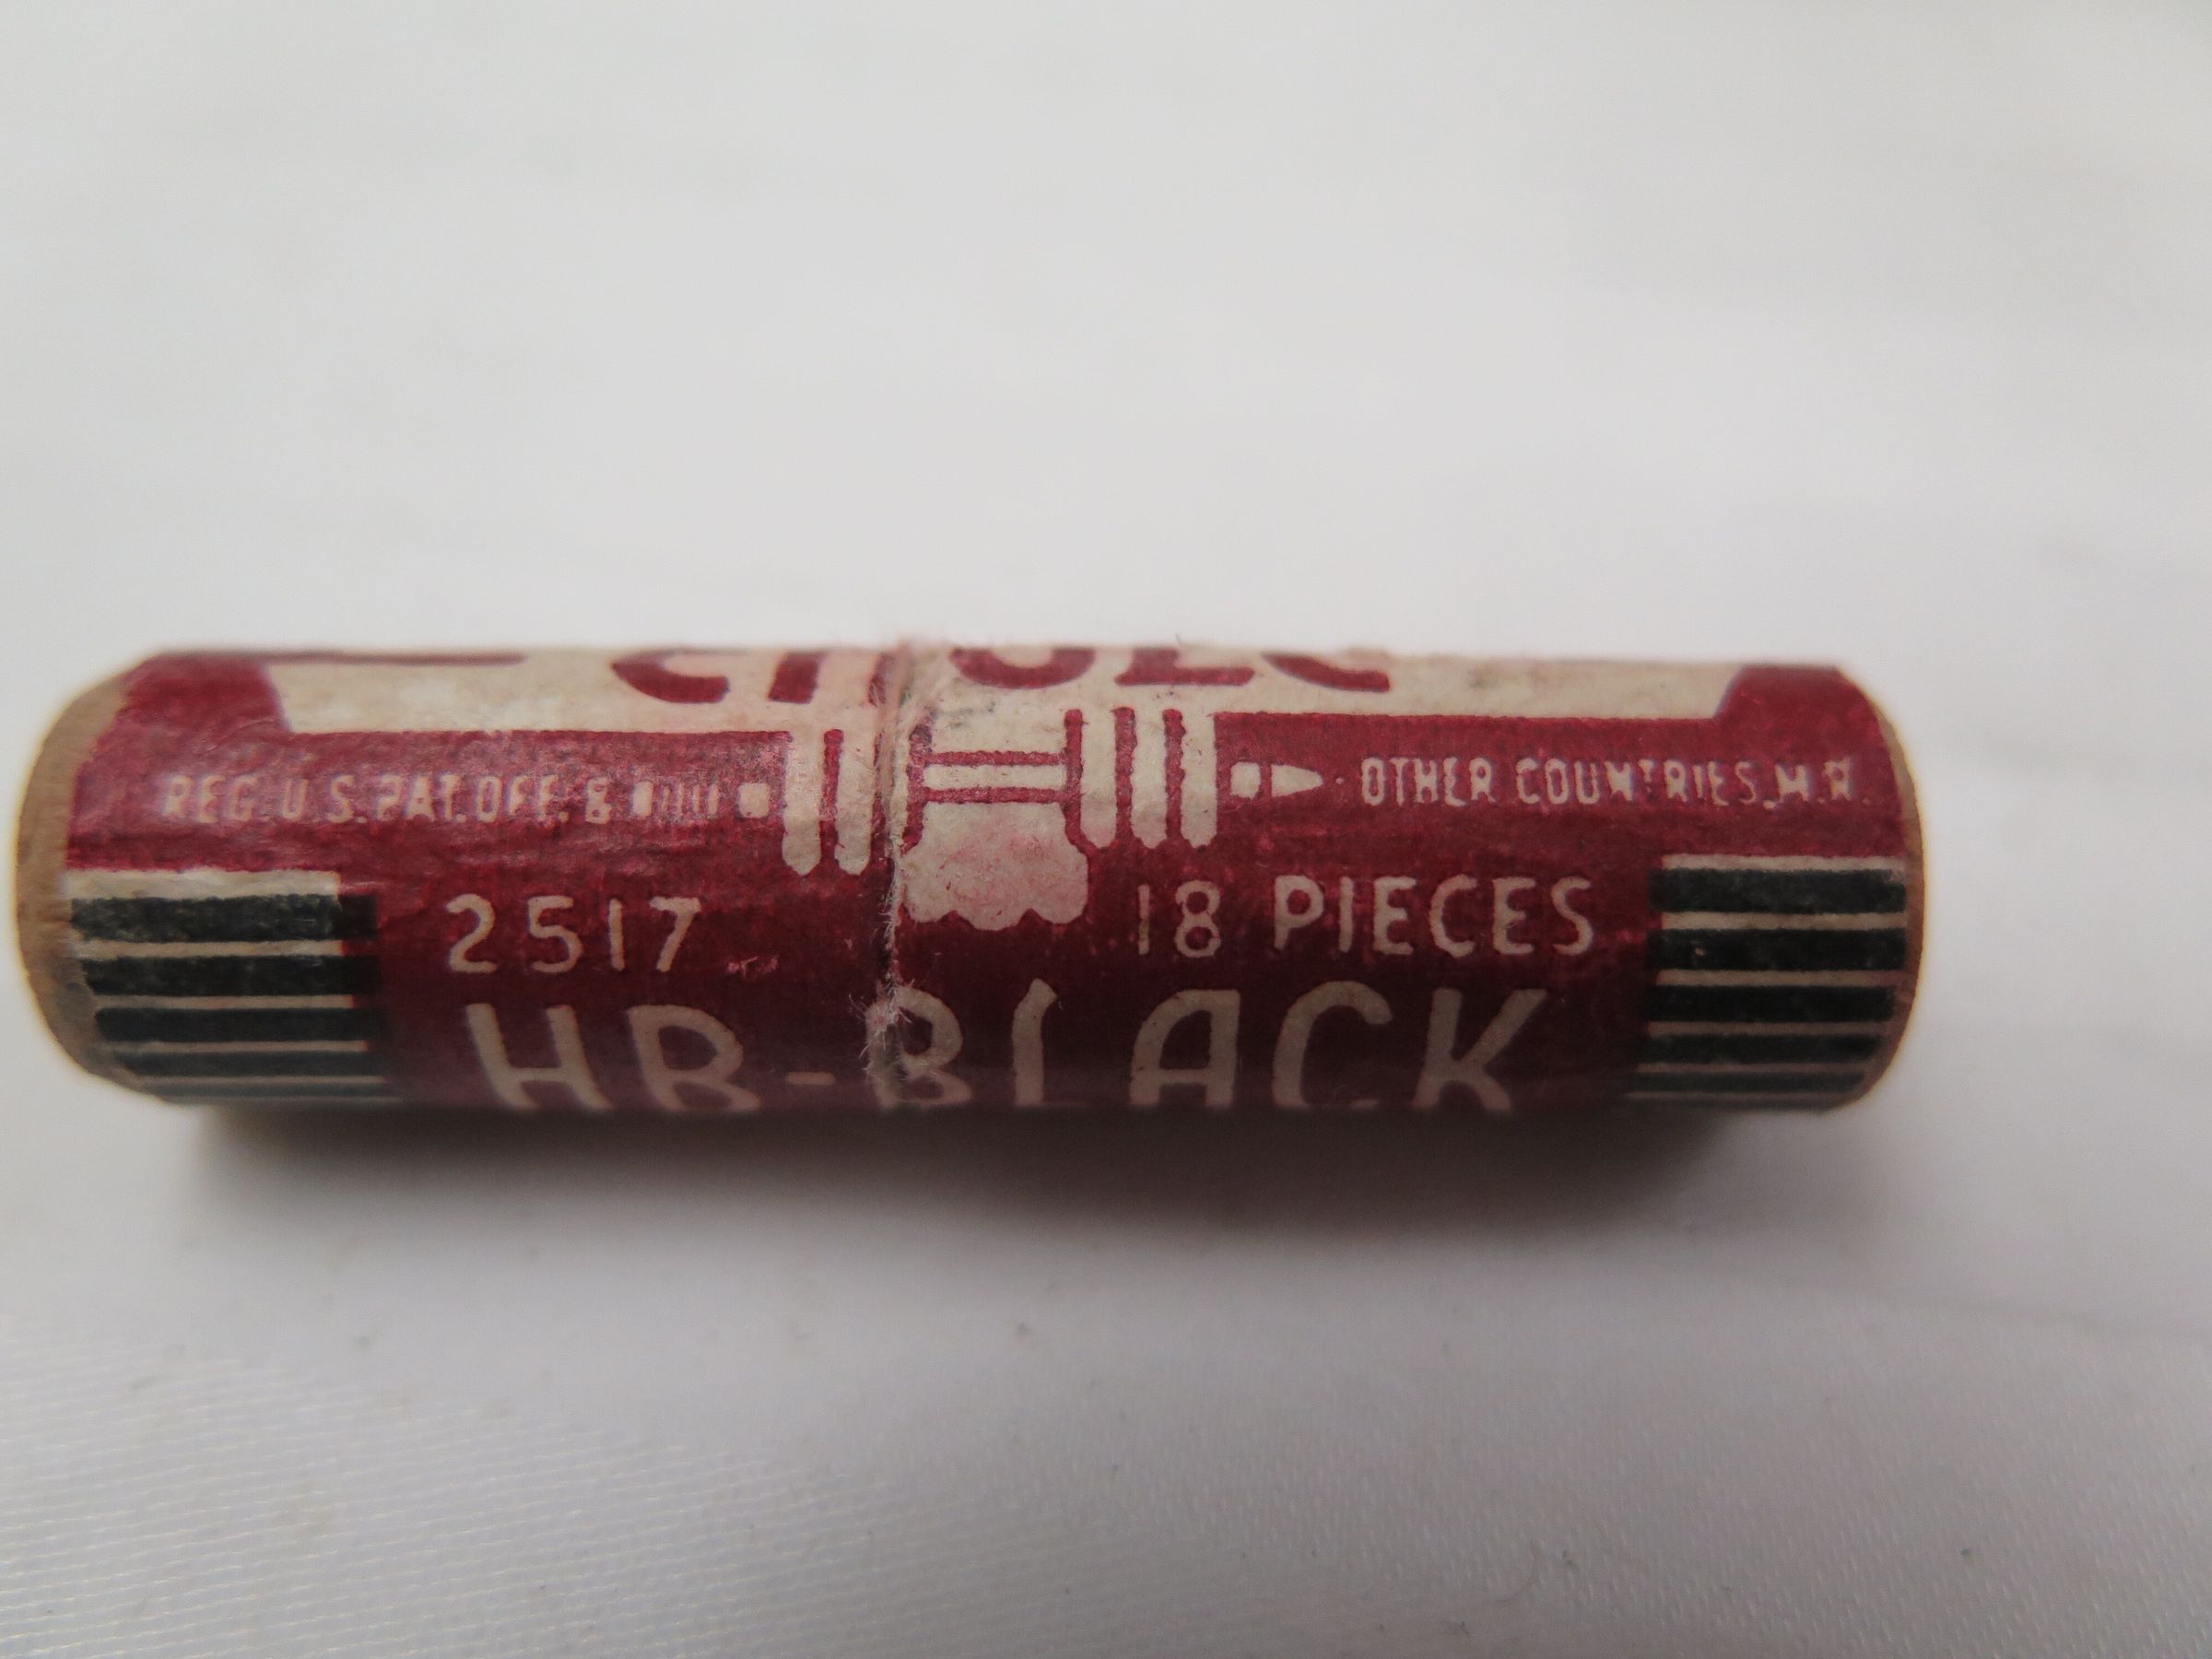 REG. U.S. PAT. OFF. & OTHER COUNTRIES, M.R.
2517 18 PIECES
HB-BLACK